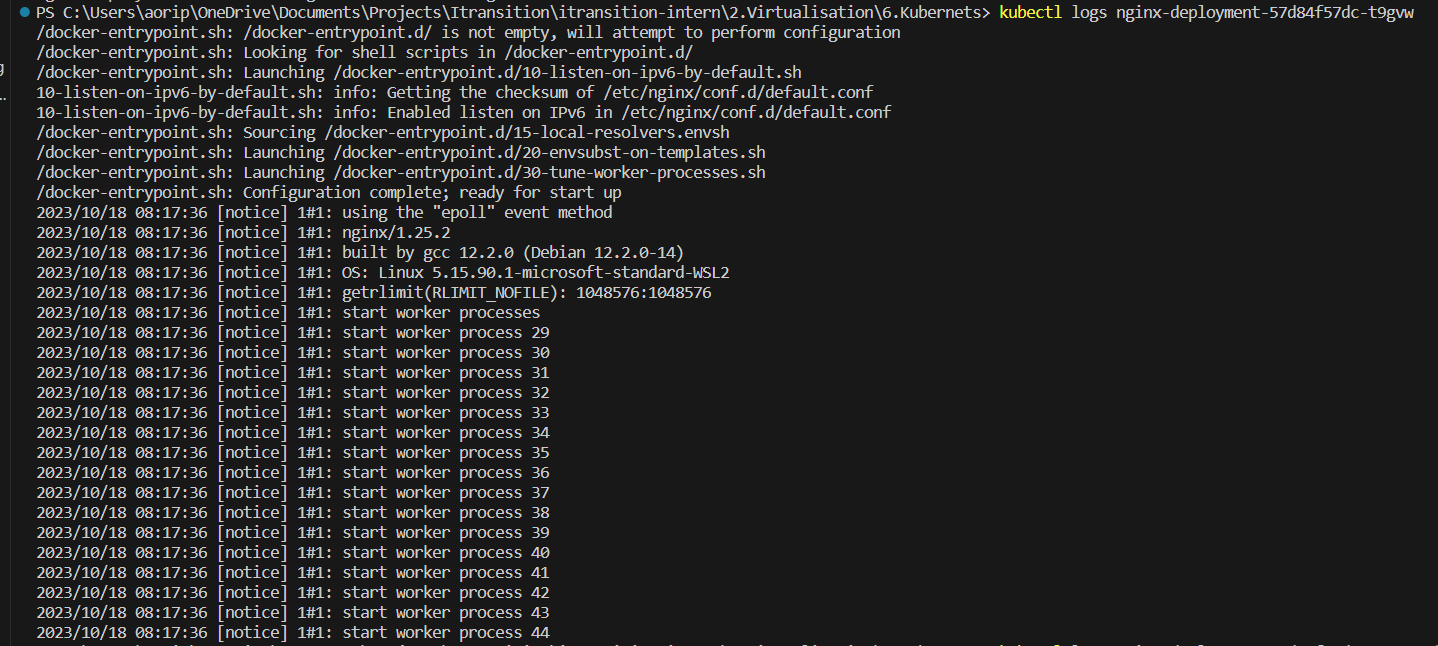 PS C:\Users\aorip\OneDrive\Documents\Projects\Itransition\itransition-intern\2.Virtualisation\6.Kubernets> kubectl logs nginx-deployment-57d84f57dc-t9gvw
/docker-entrypoint.sh: /docker-entrypoint.d/ is not empty, will attempt to perform configuration
/docker-entrypoint.sh: Looking for shell scripts in /docker-entrypoint.d/
/docker-entrypoint.sh: Launching /docker-entrypoint.d/10-listen-on-ipv6-by-default.sh
10-listen-on-ipv6-by-default.sh: info: Getting the checksum of /etc/nginx/conf.d/default.conf
10-listen-on-ipv6-by-default.sh: info: Enabled listen on IPv6 in /etc/nginx/conf.d/default.conf
/docker-entrypoint.sh: Sourcing /docker-entrypoint.d/15-local-resolvers.envsh
/docker-entrypoint.sh: Launching /docker-entrypoint.d/20-envsubst-on-templates.sh
/docker-entrypoint.sh: Launching /docker-entrypoint.d/30-tune-worker-processes.sh
/docker-entrypoint.sh: Configuration complete; ready for start up
2023/10/18 08:17:36 [notice] 1#1: using the "epoll" event method
2023/10/18 08:17:36 [notice] 1#1: nginx/1.25.2
2023/10/18 08:17:36 [notice] 1#1: built by gcc 12.2.0 (Debian 12.2.0-14)
2023/10/18 08:17:36 [notice] 1#1: OS: Linux 5.15.90.1-microsoft-standard-WSL2
2023/10/18 08:17:36 [notice] 1#1: getrlimit(RLIMIT_NOFILE): 1048576:1048576
2023/10/18 08:17:36 [notice] 1#1: start worker processes
2023/10/18 08:17:36 [notice] 1#1: start worker process 29
2023/10/18 08:17:36 [notice] 1#1: start worker process 30
2023/10/18 08:17:36 [notice] 1#1: start worker process 31
2023/10/18 08:17:36 [notice] 1#1: start worker process 32
2023/10/18 08:17:36 [notice] 1#1: start worker process 33
2023/10/18 08:17:36 [notice] 1#1: start worker process 34
2023/10/18 08:17:36 [notice] 1#1: start worker process 35
2023/10/18 08:17:36 [notice] 1#1: start worker process 36
2023/10/18 08:17:36 [notice] 1#1: start worker process 37
2023/10/18 08:17:36 [notice] 1#1: start worker process 38
2023/10/18 08:17:36 [notice] 1#1: start worker process 39
2023/10/18 08:17:36 [notice] 1#1: start worker process 40
2023/10/18 08:17:36 [notice] 1#1: start worker process 41
2023/10/18 08:17:36 [notice] 1#1: start worker process 42
2023/10/18 08:17:36 [notice] 1#1: start worker process 43
2023/10/18 08:17:36 [notice] 1#1: start worker process 44